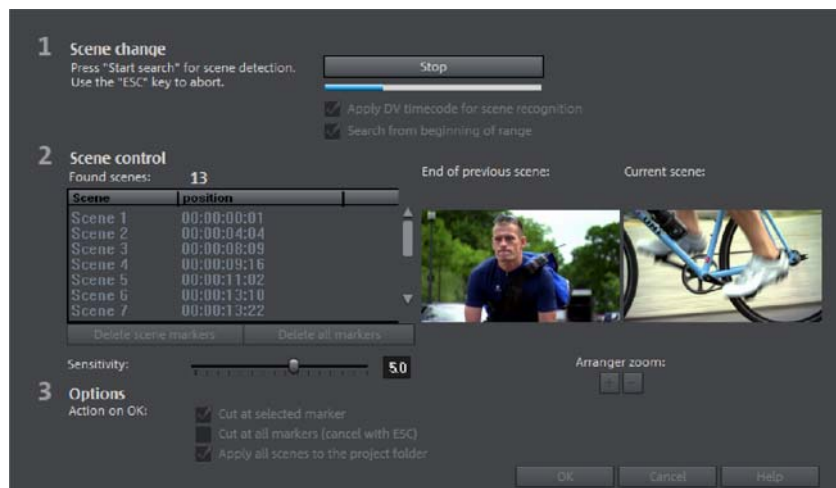 1 Scene change
Press "Start search" for scene detection.
Use the "ESC" key to abort.
Stop
Apply DV timecode for scene recognition
Search from beginning of range
2 Scene control
Found scenes: 13
End of previous scene:
Current scene:
Scene position
Scene 1 00:00:00:01
Scene 2 00:00:04:04
Scene 3 00:00:08:09
Scene 4 00:00:09:16
Scene 5 00:00:11:02
Scene 6 00:00:13:10
Scene 7 00:00:13:22
Delete scene markers Delete all markers
Sensitivity: 5.0
Arranger zoom:
+ -
3 Options
Action on OK:
Cut at selected marker
Cut at all markers (cancel with ESC)
Apply all scenes to the project folder
OK Cancel Help